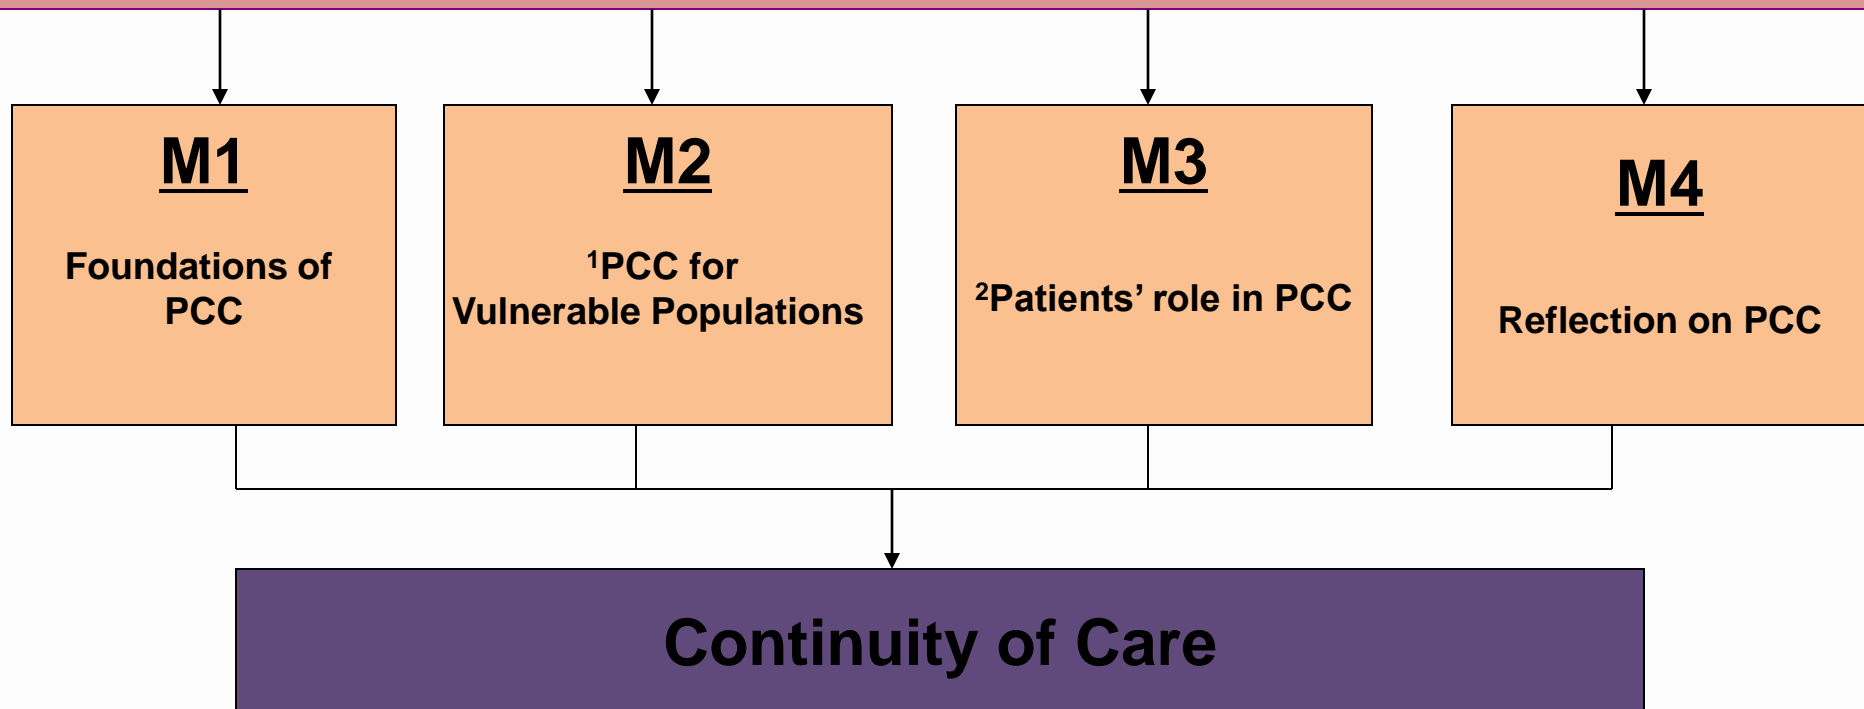 M1
Foundations of
PCC
M2
¹PCC for
Vulnerable Populations
M3
²Patients’ role in PCC
M4
Reflection on PCC
Continuity of Care